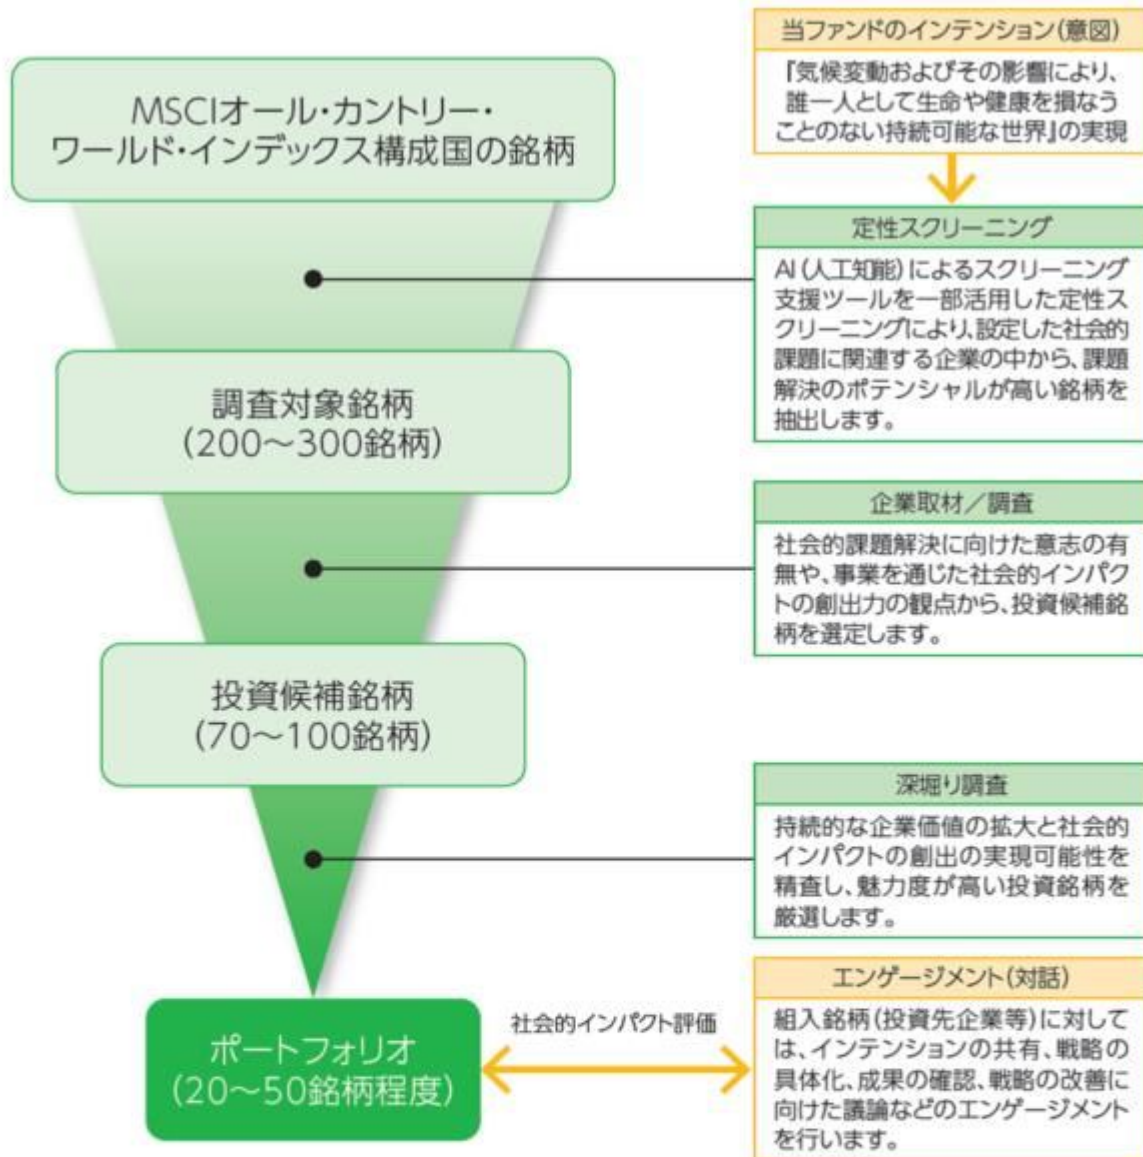 MSCIオール・カントリー・
ワールド・インデックス構成国の銘柄
調査対象銘柄
(200～300銘柄)
投資候補銘柄
(70～100銘柄)
ポートフォリオ
(20～50銘柄程度)
社会的インパクト評価
当ファンドのインテンション(意図)
『気候変動およびその影響により、
誰一人として生命や健康を損なう
ことのない持続可能な世界』の実現
定性スクリーニング
AI(人工知能)によるスクリーニング
支援ツールを一部活用した定性ス
クリーニングにより、設定した社会的
課題に関連する企業の中から、課題
解決のポテンシャルが高い銘柄を
抽出します。
企業取材／調査
社会的課題解決に向けた意志の有
無や、事業を通じた社会的インパク
トの創出力の観点から、投資候補銘
柄を選定します。
深堀り調査
持続的な企業価値の拡大と社会的
インパクトの創出の実現可能性を
精査し、魅力度が高い投資銘柄を
厳選します。
エンゲージメント(対話)
組入銘柄(投資先企業等)に対して
は、インテンションの共有、戦略の
具体化、成果の確認、戦略の改善に
向けた議論などのエンゲージメント
を行います。